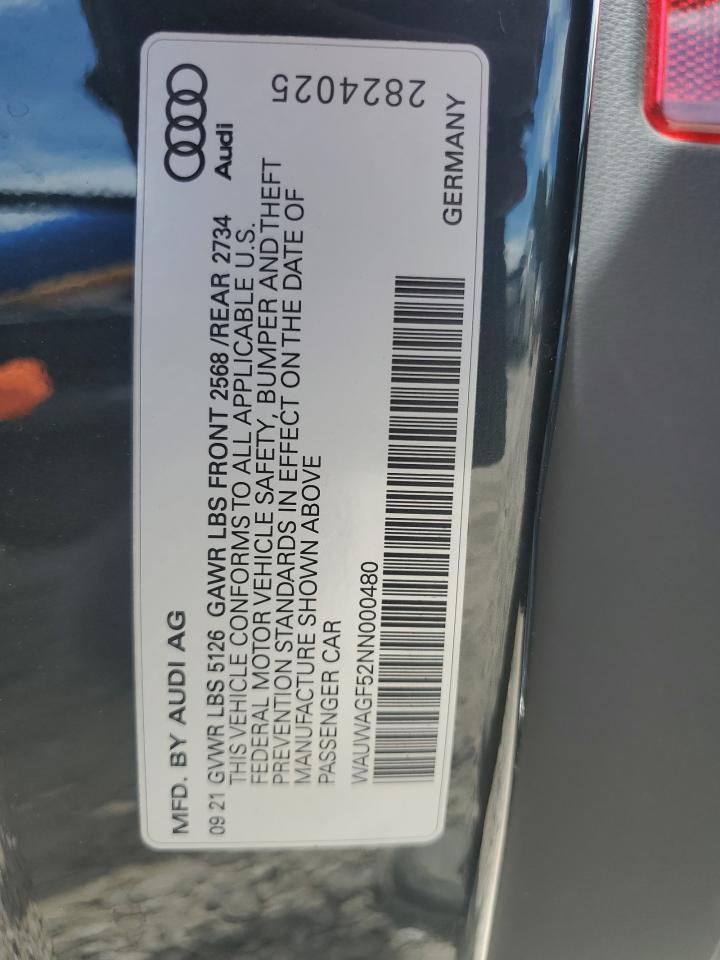 MFD. BY AUDI AG
Audi
09 21 GVWR LBS 5126 GAWR LBS FRONT 2568 /REAR 2734
THIS VEHICLE CONFORMS TO ALL APPLICABLE U.S.
FEDERAL MOTOR VEHICLE SAFETY, BUMPER AND THEFT
PREVENTION STANDARDS IN EFFECT ON THE DATE OF
MANUFACTURE SHOWN ABOVE
PASSENGER CAR
2824025
WAUWAGF52NN000480
GERMANY